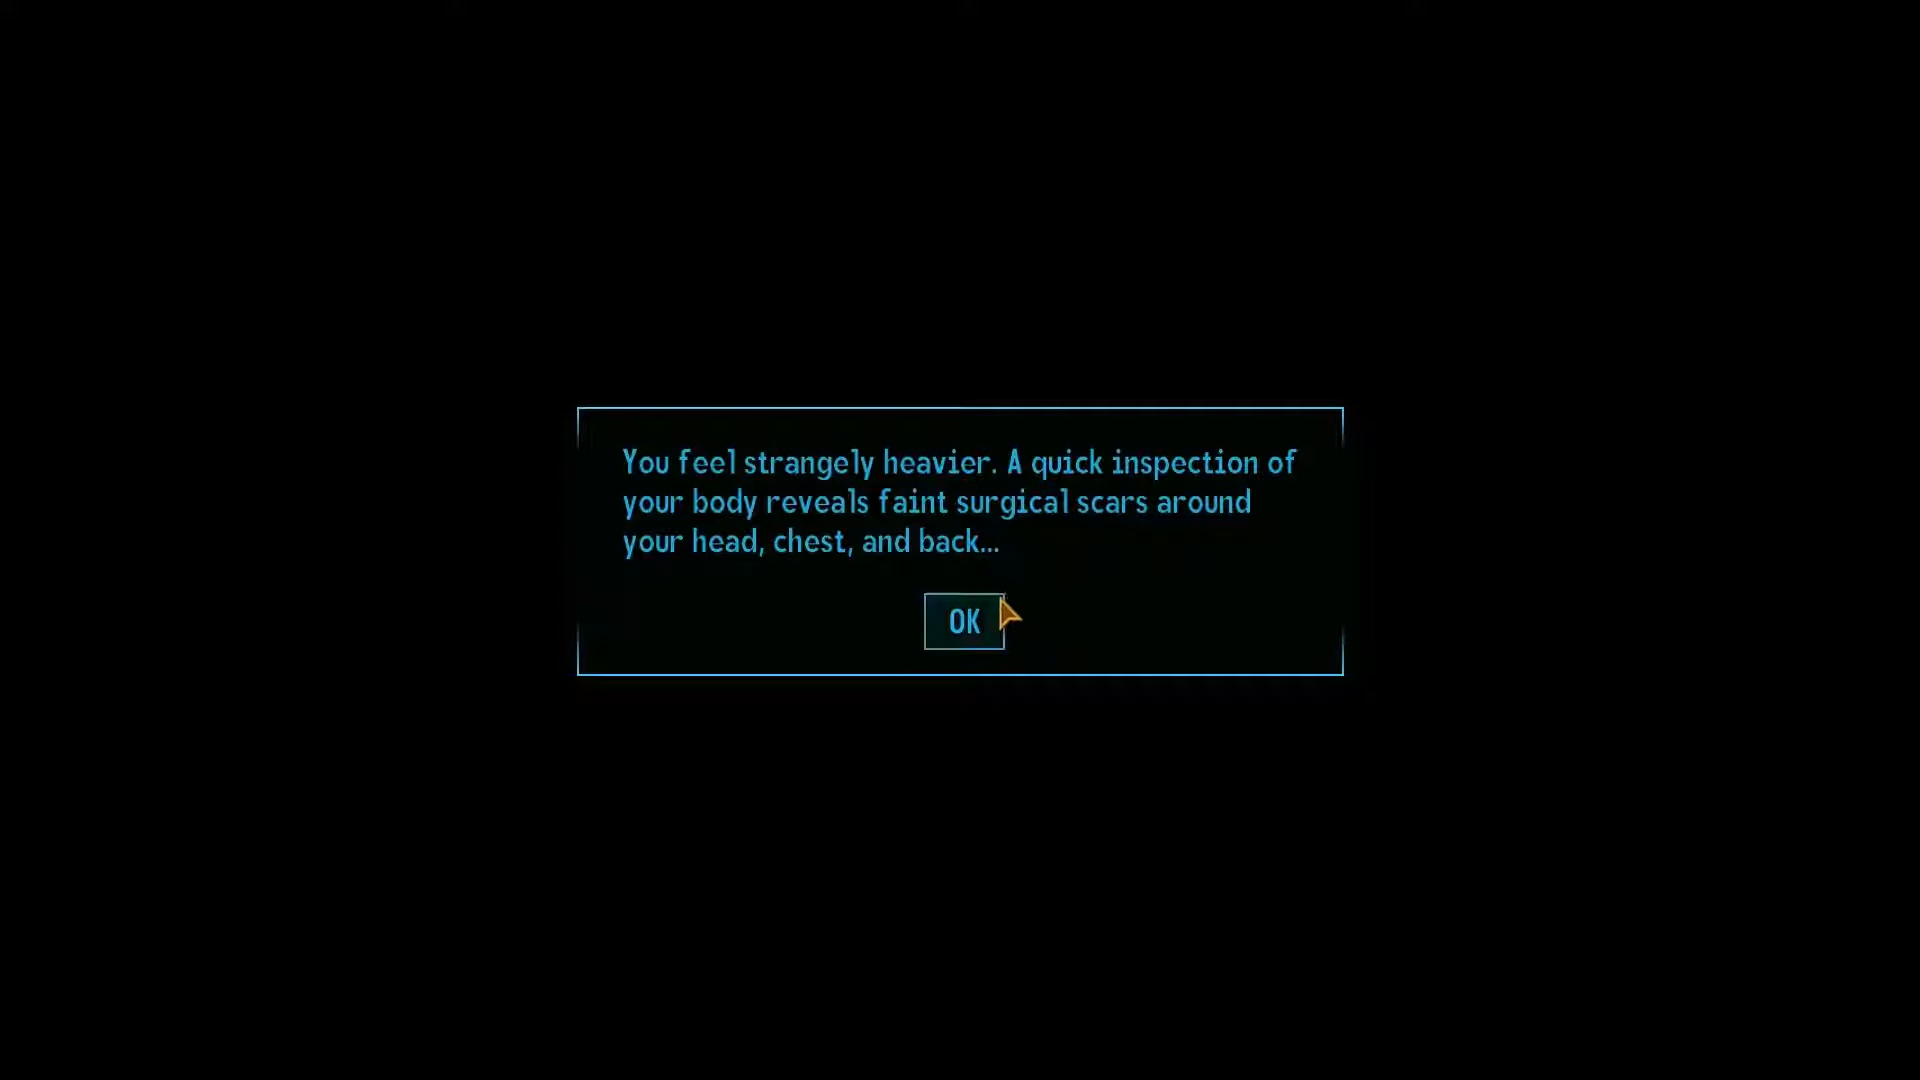 You feel strangely heavier. A quick inspection of
your body reveals faint surgical scars around
your head, chest, and back...
OK